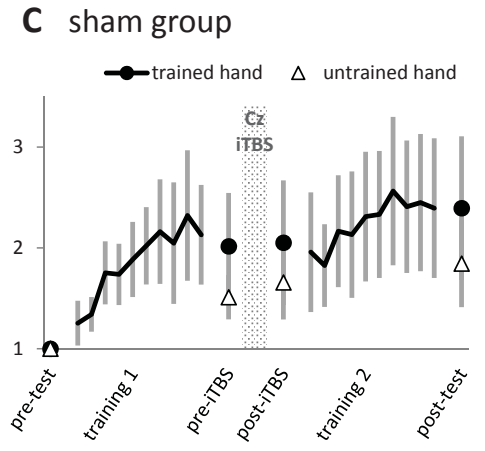 C sham group
trained hand untrained hand
Cz
iTBS
3
2
1
pre-test
training 1
pre-iTBS
post-iTBS
training 2
post-test